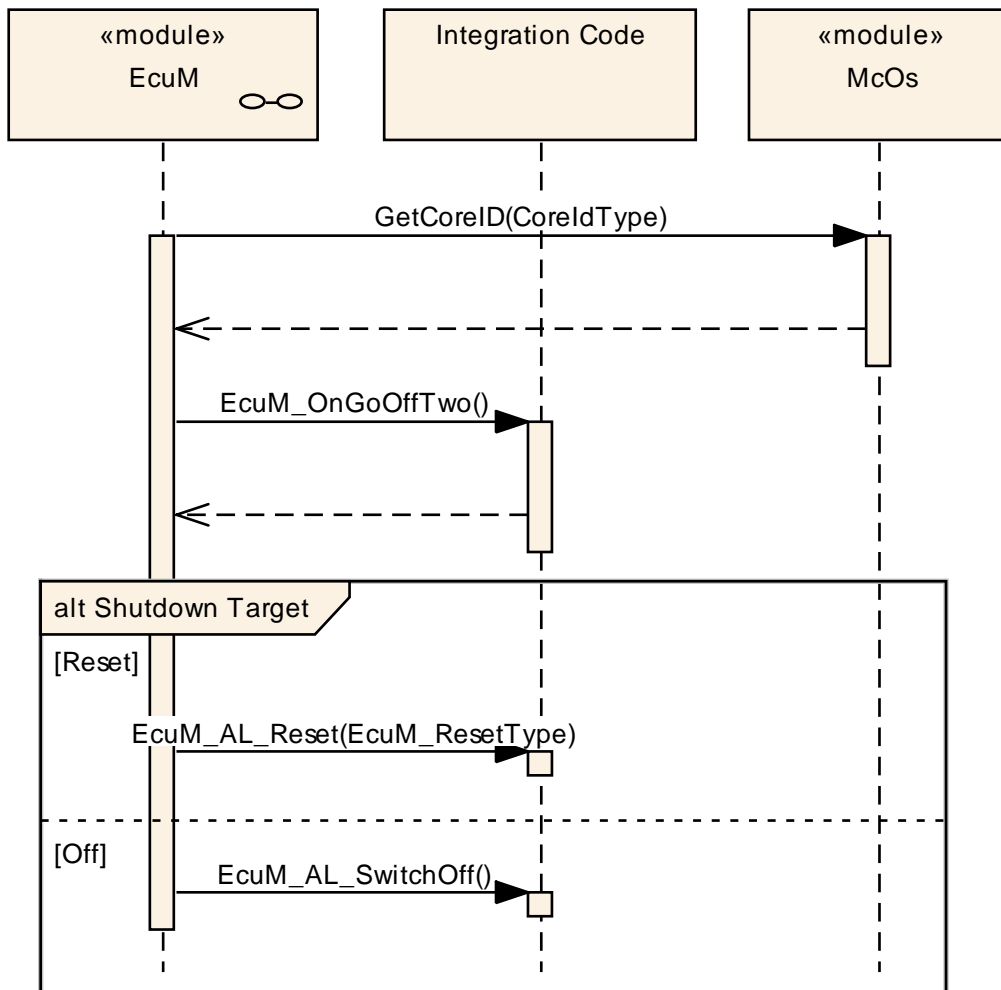 «module»
EcuM
Integration Code
«module»
McOs
GetCoreID(CoreIdType)
EcuM_OnGoOffTwo()
alt Shutdown Target
[Reset]
EcuM_AL_Reset(EcuM_ResetType)
[Off]
EcuM_AL_SwitchOff()